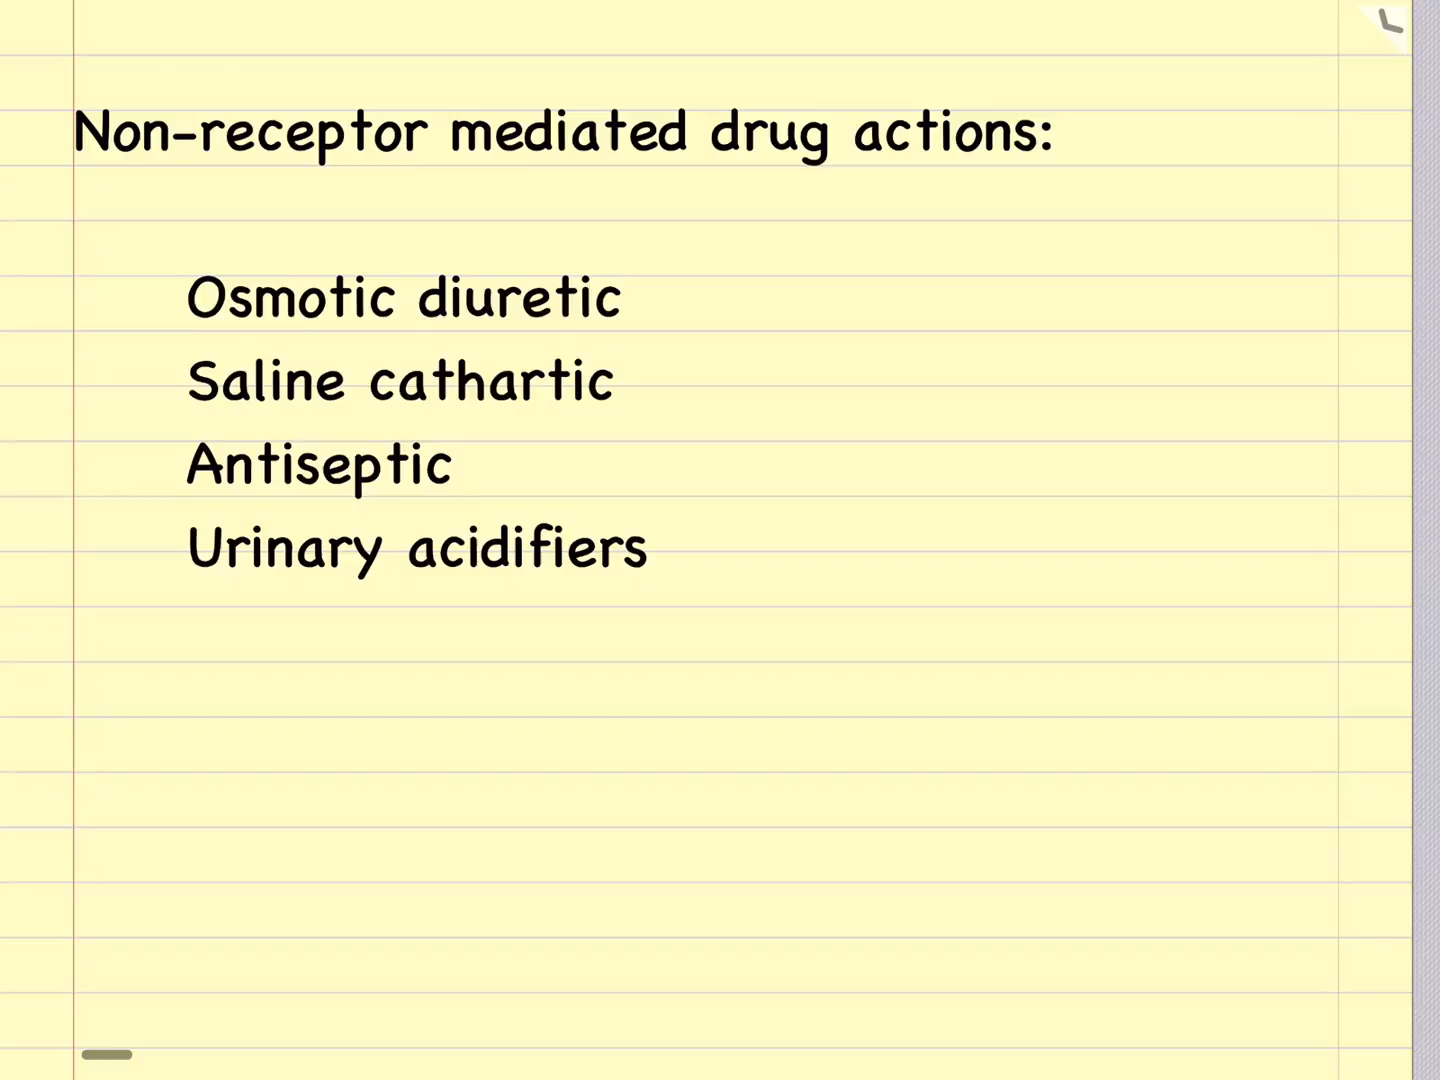 Non-receptor mediated drug actions:
Osmotic diuretic
Saline cathartic
Antiseptic
Urinary acidifiers